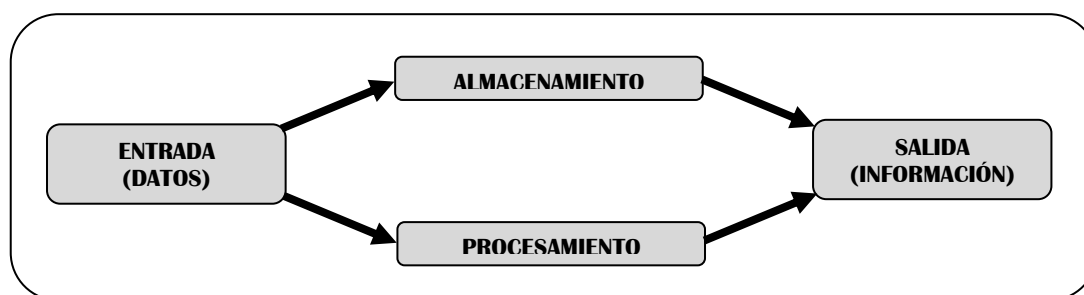 ALMACENAMIENTO
ENTRADA
(DATOS)
SALIDA
(INFORMACIÓN)
PROCESAMIENTO